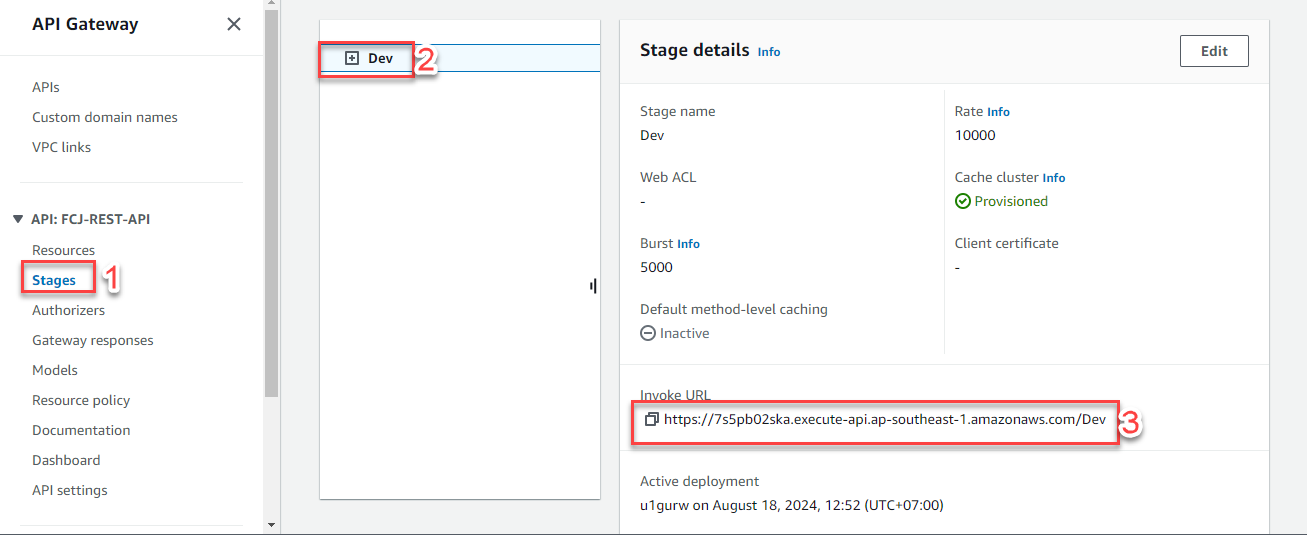 API Gateway
APIs
Custom domain names
VPC links
API: FCJ-REST-API
Resources
Stages
1
Authorizers
Gateway responses
Models
Resource policy
Documentation
Dashboard
API settings
Dev
2
Stage details Info
Edit
Stage name
Dev
Rate Info
10000
Web ACL
-
Cache cluster Info
Provisioned
Burst Info
5000
Client certificate
-
Default method-level caching
Inactive
Invoke URL
https://7s5pb02ska.execute-api.ap-southeast-1.amazonaws.com/Dev
3
Active deployment
u1gurw on August 18, 2024, 12:52 (UTC+07:00)